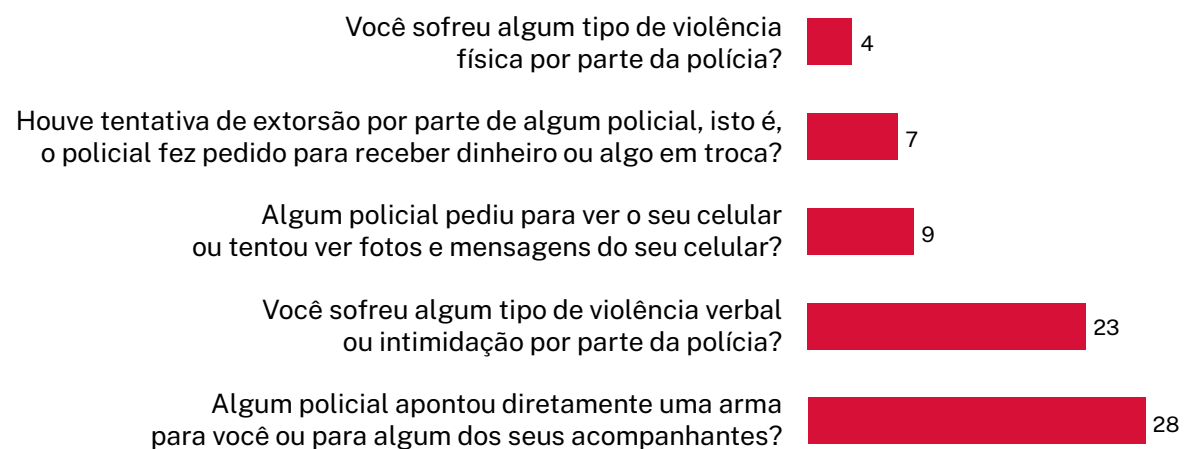 Você sofreu algum tipo de violência
física por parte da polícia?
4
Houve tentativa de extorsão por parte de algum policial, isto é,
o policial fez pedido para receber dinheiro ou algo em troca?
7
Algum policial pediu para ver o seu celular
ou tentou ver fotos e mensagens do seu celular?
9
Você sofreu algum tipo de violência verbal
ou intimidação por parte da polícia?
23
Algum policial apontou diretamente uma arma
para você ou para algum dos seus acompanhantes?
28